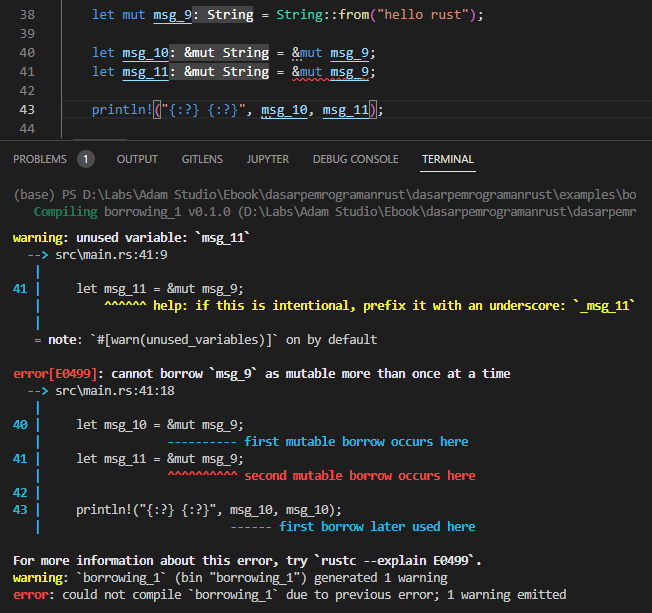 38 let mut msg_9: String = String::from("hello rust");
39
40 let msg_10: &mut String = &mut msg_9;
41 let msg_11: &mut String = &mut msg_9;
42
43 println!("{:?} {:?}", msg_10, msg_11);
44
PROBLEMS 1 OUTPUT GITLENS JUPYTER DEBUG CONSOLE TERMINAL
(base) PS D:\Labs\Adam Studio\Ebook\dasarpemrogramanrust\dasarpemrogramanrust\examples\bo
Compiling borrowing_1 v0.1.0 (D:\Labs\Adam Studio\Ebook\dasarpemrogramanrust\dasarpemr
warning: unused variable: `msg_11`
--> src\main.rs:41:9
|
41 | let msg_11 = &mut msg_9;
| ^^^^^^ help: if this is intentional, prefix it with an underscore: `_msg_11`
|
= note: `#[warn(unused_variables)]` on by default
error[E0499]: cannot borrow `msg_9` as mutable more than once at a time
--> src\main.rs:41:18
|
40 | let msg_10 = &mut msg_9;
| ---------- first mutable borrow occurs here
41 | let msg_11 = &mut msg_9;
| ^^^^^^^^^^ second mutable borrow occurs here
42 |
43 | println!("{:?} {:?}", msg_10, msg_10);
| ------ first borrow later used here
For more information about this error, try `rustc --explain E0499`.
warning: `borrowing_1` (bin "borrowing_1") generated 1 warning
error: could not compile `borrowing_1` due to previous error; 1 warning emitted